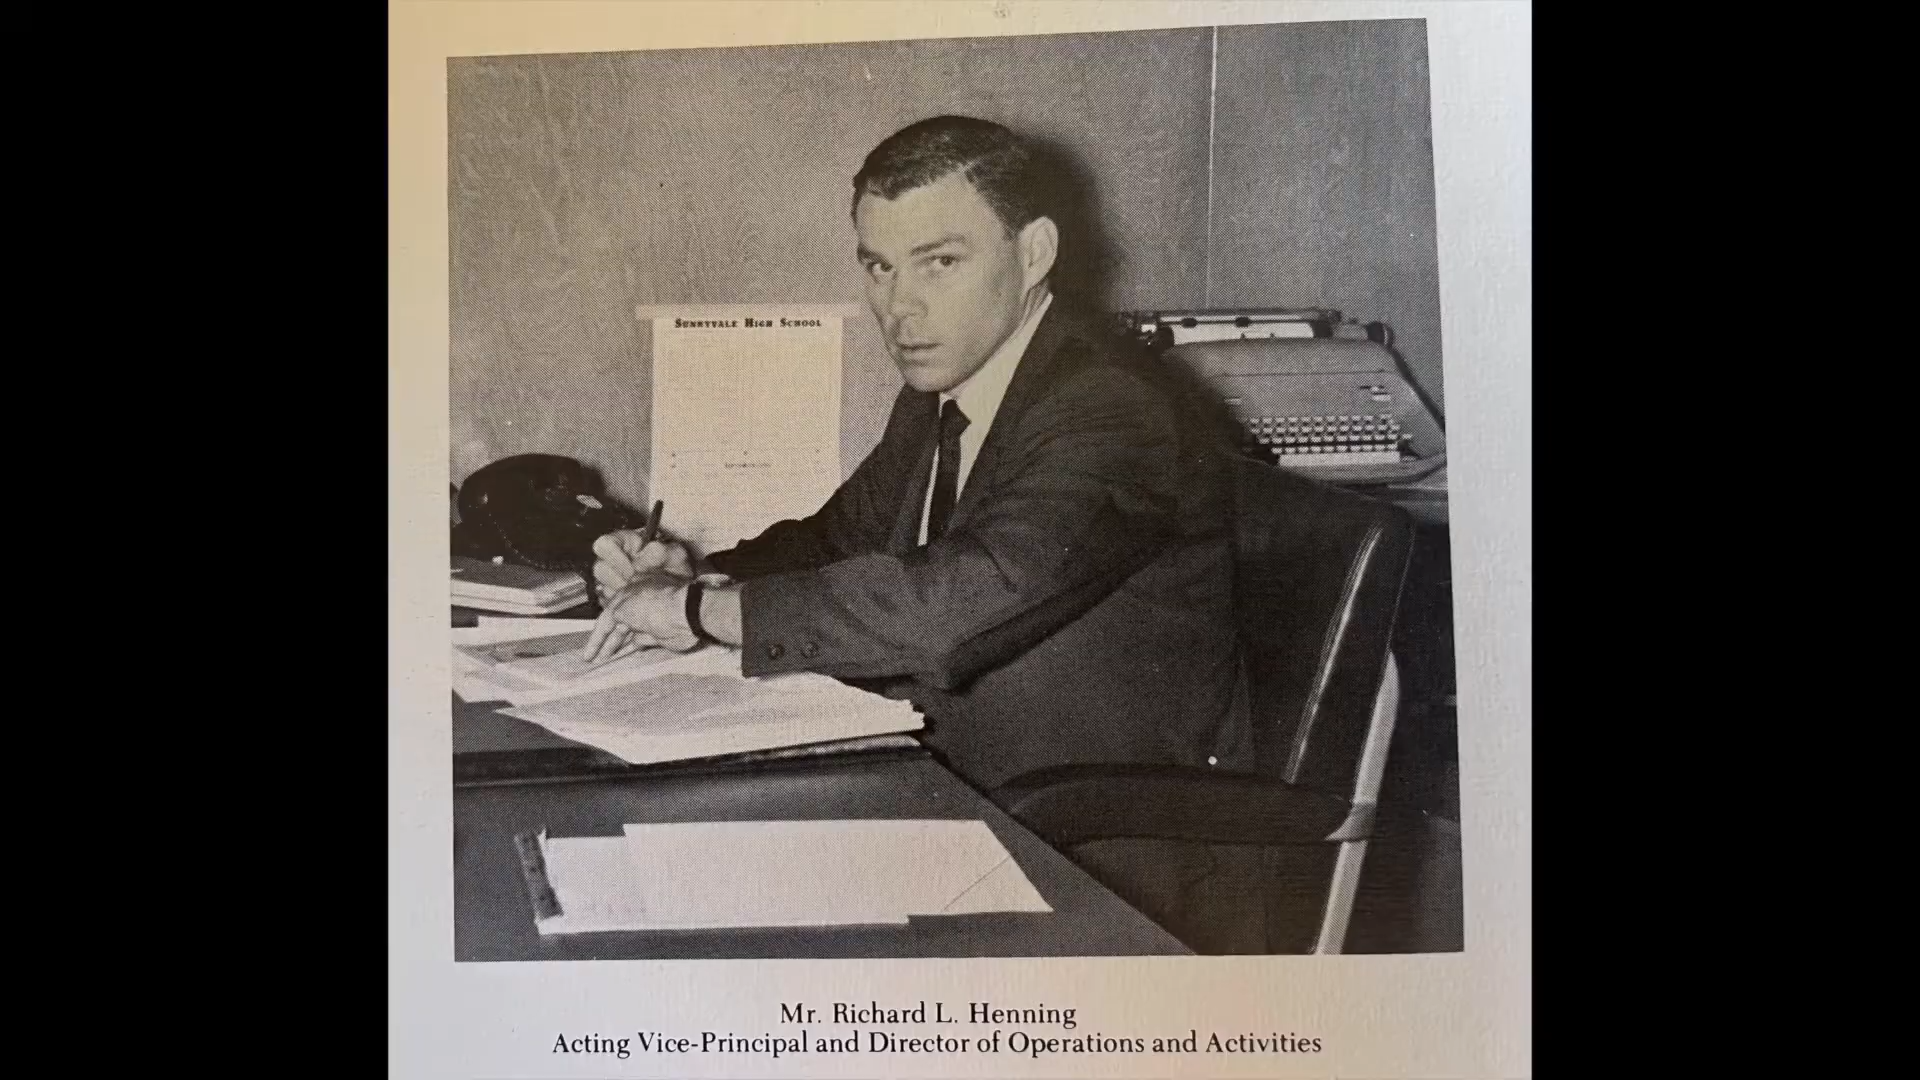 Sunnyvale High School
Mr. Richard L. Henning
Acting Vice-Principal and Director of Operations and Activities